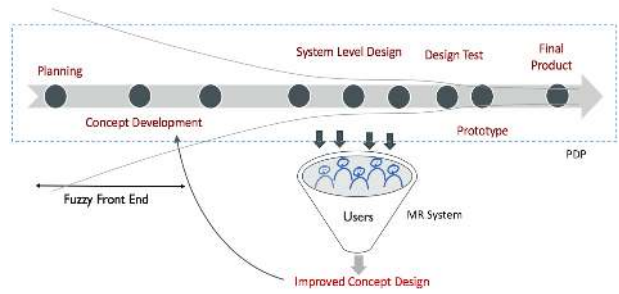 System Level Design
Design Test
Final
Product
Planning
Concept Development
Prototype
PDP
Fuzzy Front End
Users
MR System
Improved Concept Design